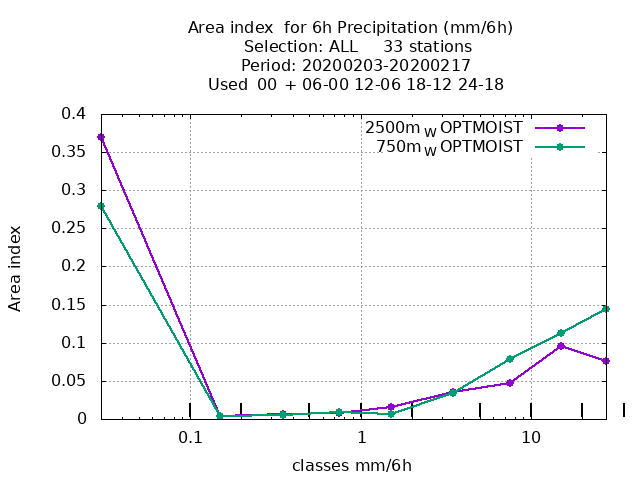 Area index  for 6h Precipitation (mm/6h)
Selection: ALL     33 stations
Period: 20200203-20200217
Used  00  + 06-00 12-06 18-12 24-18
2500m W OPTMOIST
750m W OPTMOIST
0.4
0.35
0.3
0.25
0.2
0.15
0.1
0.05
0
Area index
0.1
1
10
classes mm/6h